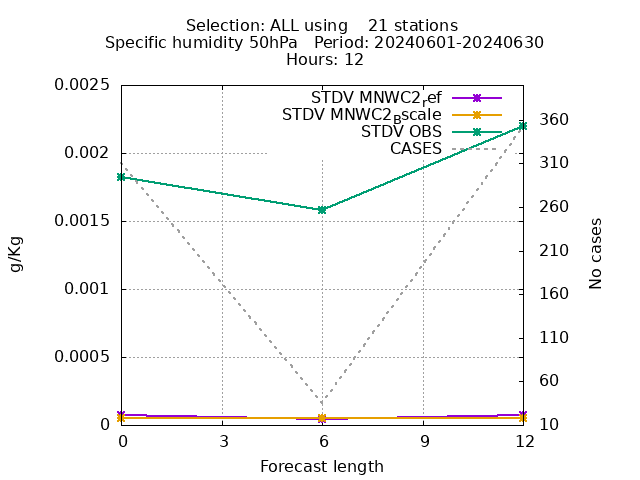 Selection: ALL using    21 stations
Specific humidity 50hPa   Period: 20240601-20240630
Hours: 12
STDV MNWC2ref
STDV MNWC2Bscale
STDV OBS
CASES
0.0025
0.002
0.0015
0.001
0.0005
0
360
310
260
210
160
110
60
10
g/Kg
No cases
0 3 6 9 12
Forecast length